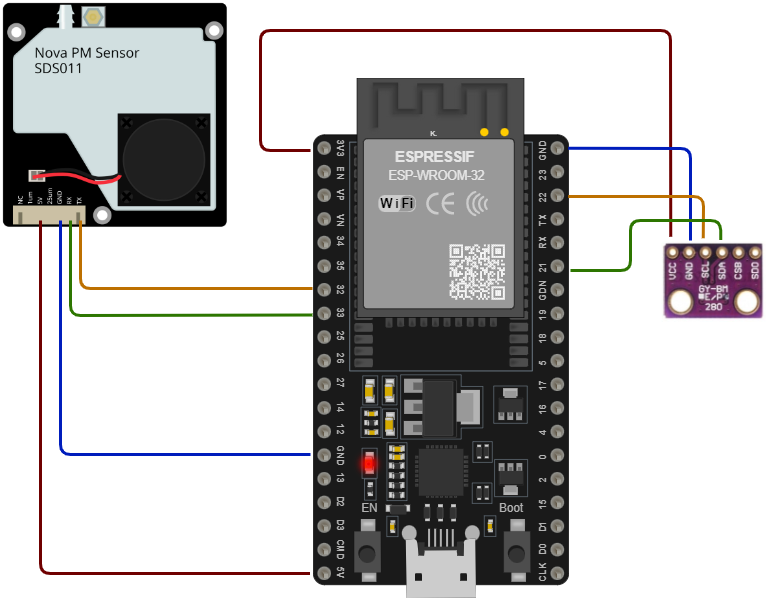 Nova PM Sensor
SDS011
NC
1um
5V
25um
GND
RX
TX
K.
ESPRESSIF
ESP-WROOM-32
WiFi
CE
3V3
EN
VP
VN
34
35
32
33
25
26
27
14
12
GND
13
D2
D3
CMD
5V
GND
23
22
TX
RX
21
GDN
19
18
5
17
16
4
0
2
15
D1
D0
CLK
EN
Boot
VCC
GND
SCL
SDA
CSB
SDO
GY-BM
E/P
280